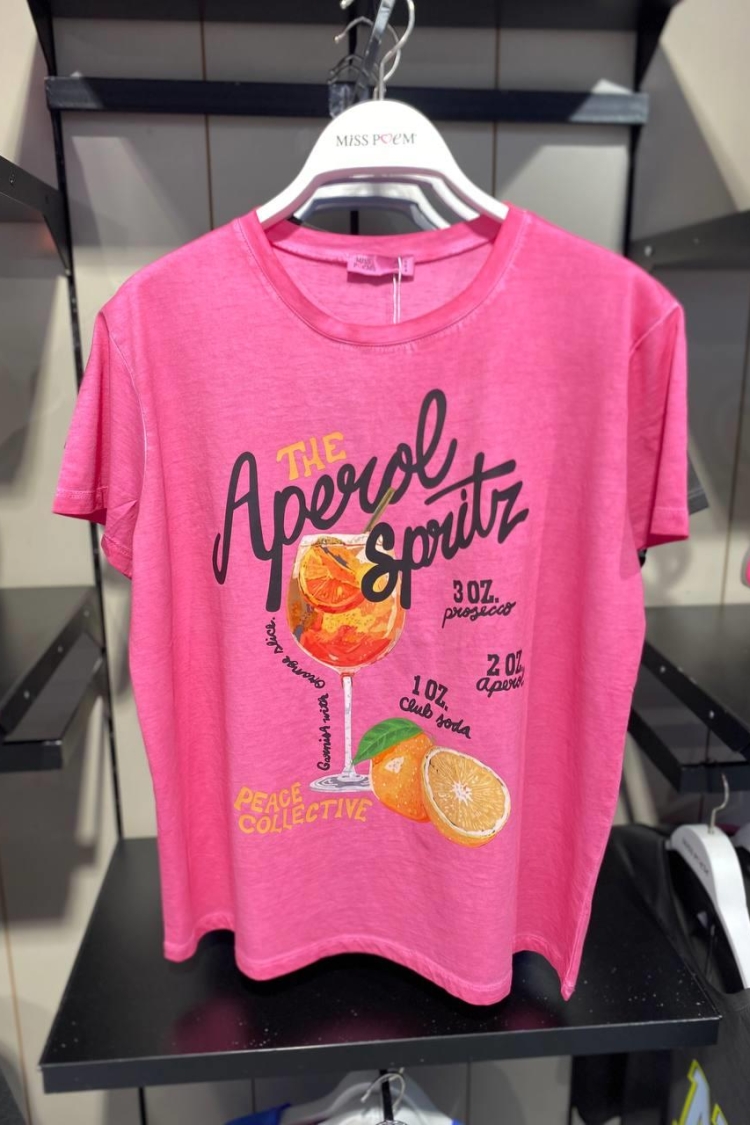 MISS POEM
THE
Aperol
Spritz
3 OZ.
prosecco
2 OZ
Aperol
1 OZ.
Club soda
Garnish with orange slice.
PEACE
COLLECTIVE